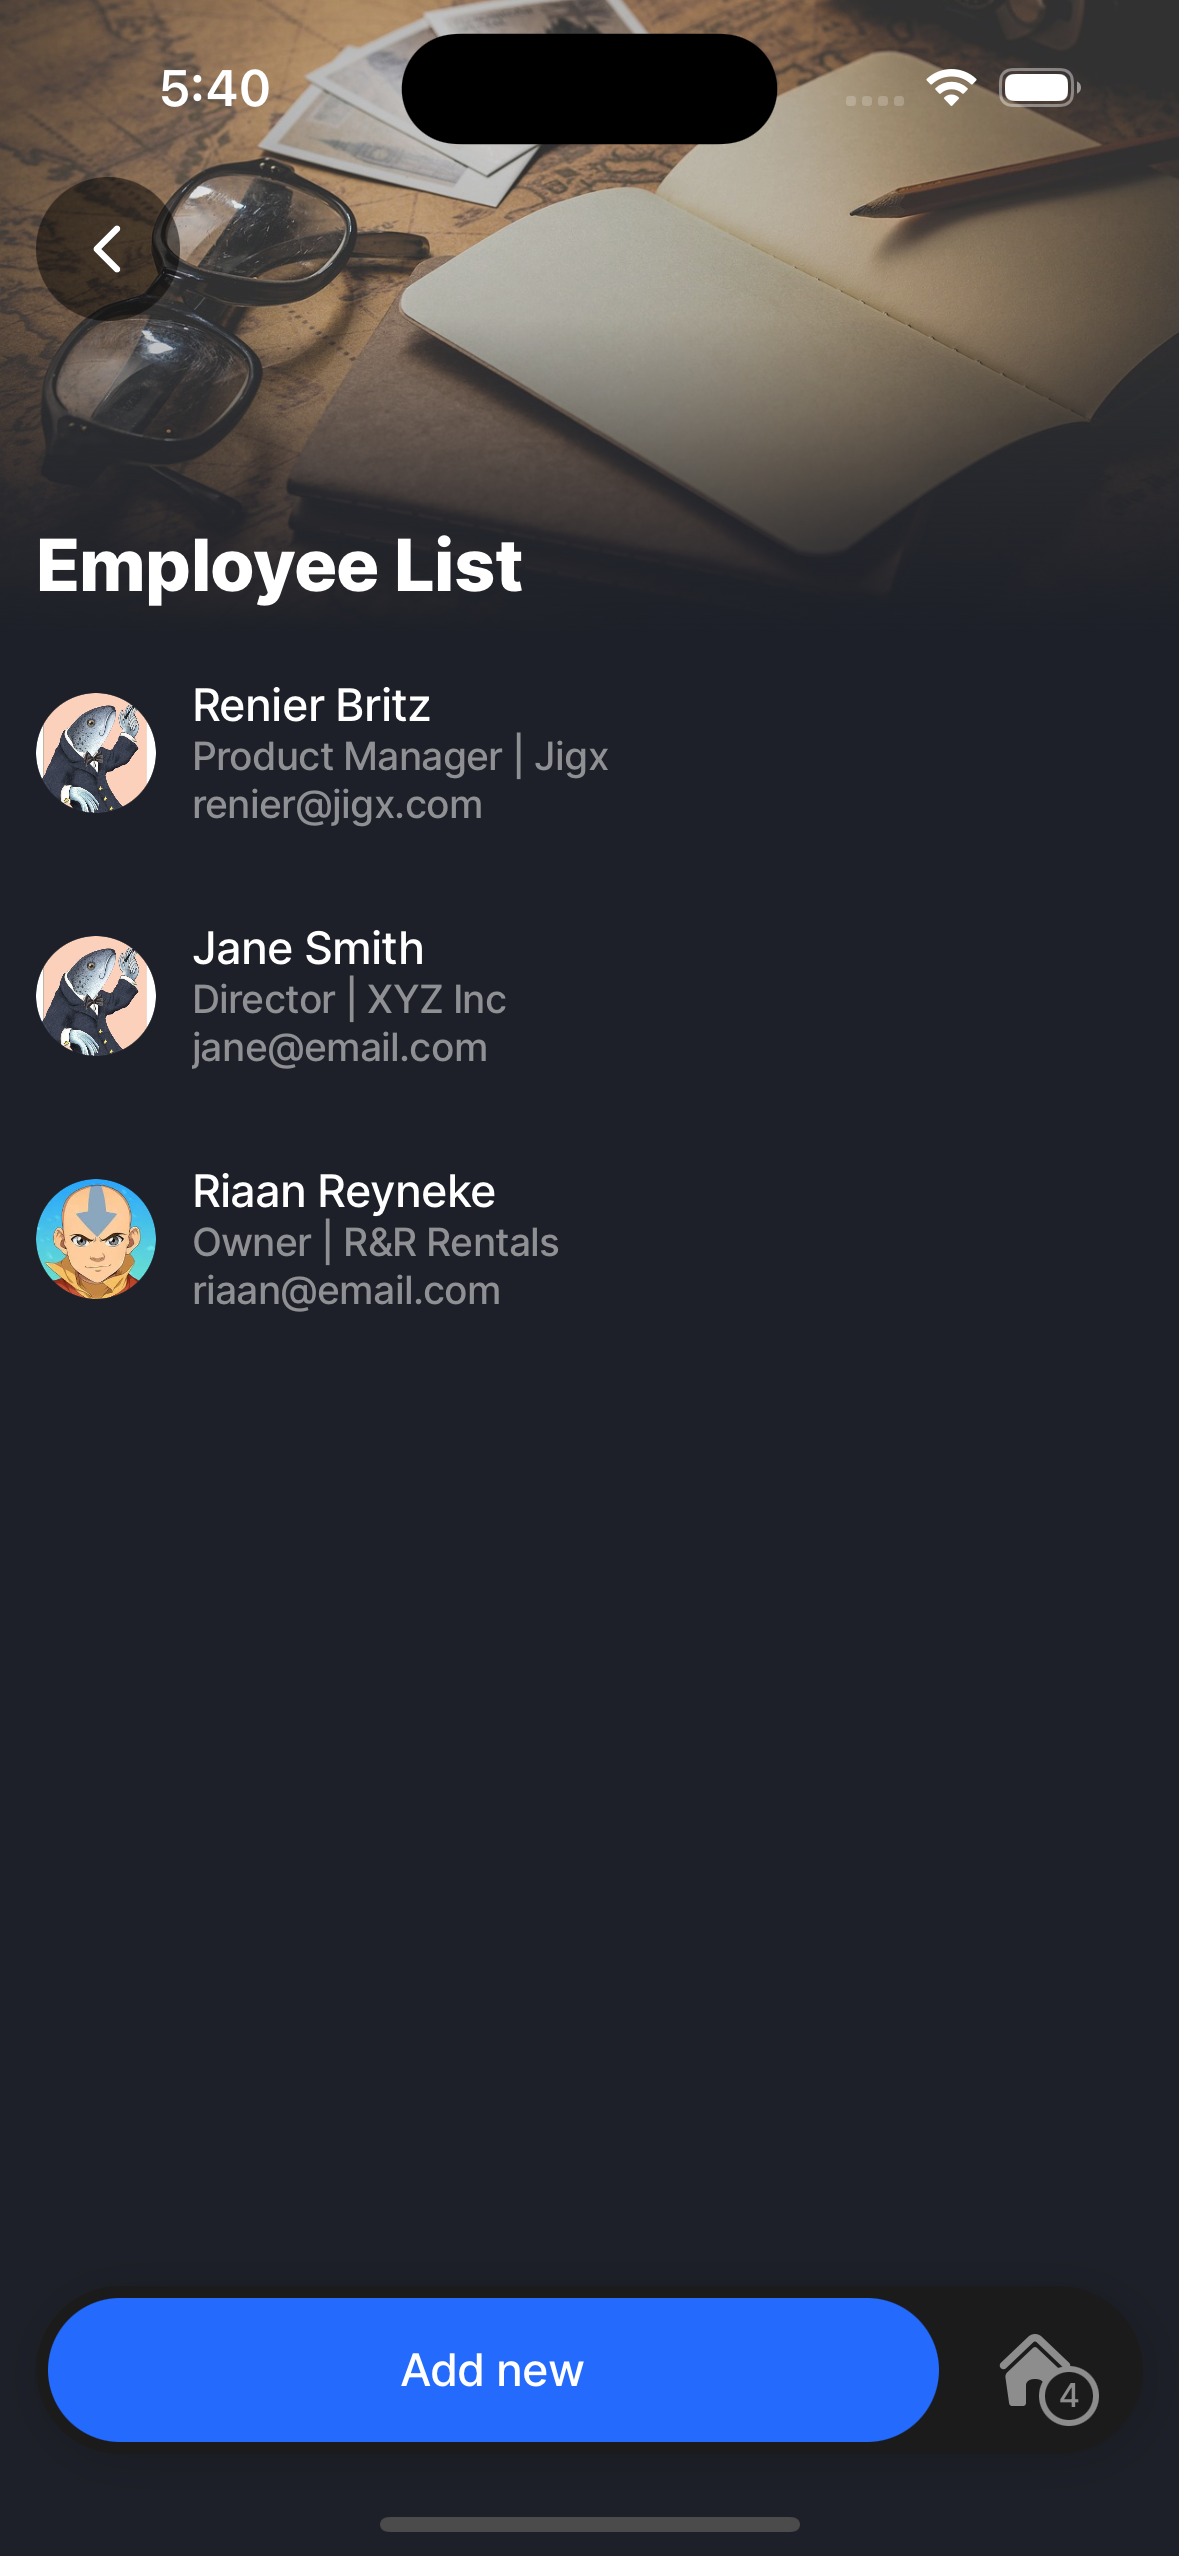 5:40
Employee List
Renier Britz
Product Manager | Jigx
renier@jigx.com
Jane Smith
Director | XYZ Inc
jane@email.com
Riaan Reyneke
Owner | R&R Rentals
riaan@email.com
Add new
4